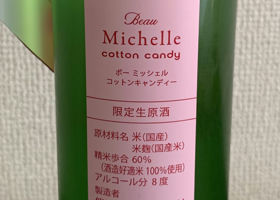 Beau
Michelle
cotton candy
ボー ミッシェル
コットンキャンディー
限定生原酒
原材料名 米(国産)
米麹(国産米)
精米歩合 60%
(酒造好適米100%使用)
アルコール分 8度
製造者